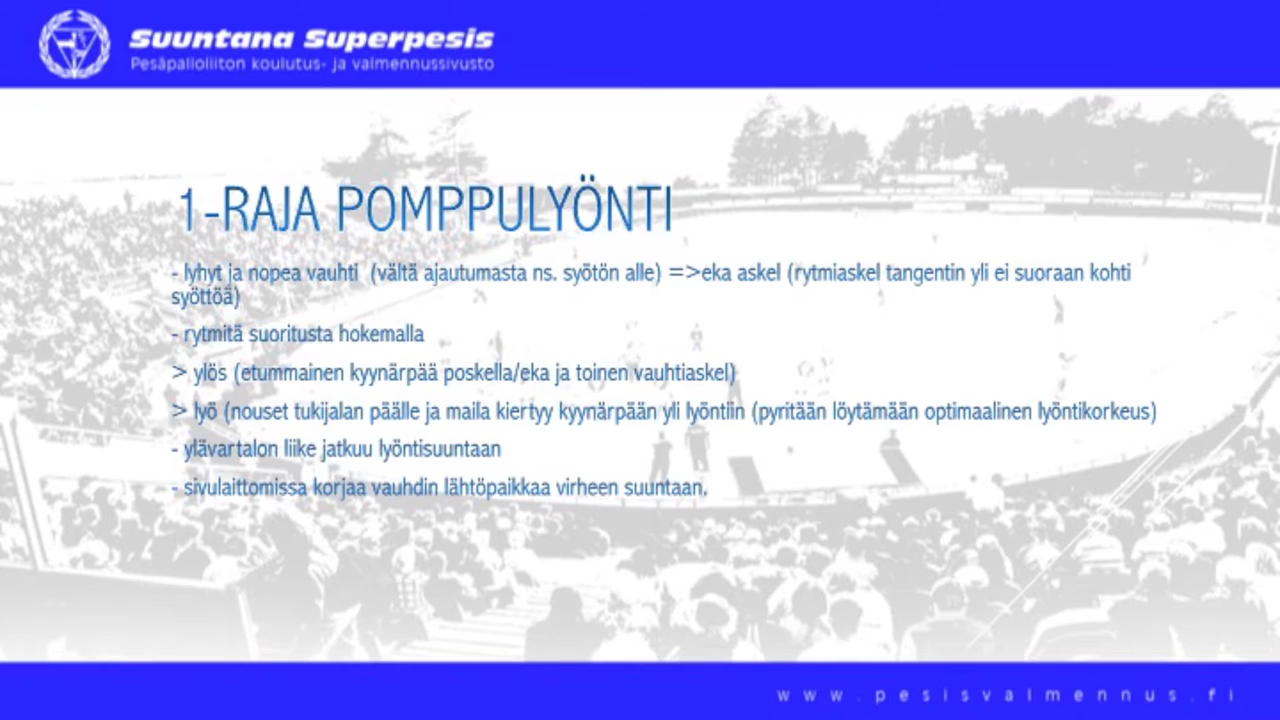 Suuntana Superpesis
Pesäpalloliiton koulutus- ja valmennussivusto
1-RAJA POMPPULYÖNTI
- lyhyt ja nopea vauhti  (vältä ajautumasta ns. syötön alle) =>eka askel (rytmiaskel tangentin yli ei suoraan kohti
syöttöä)
- rytmitä suoritusta hokemalla
> ylös (etummainen kyynärpää poskella/eka ja toinen vauhtiaskel)
> lyö (nouset tukijalan päälle ja maila kiertyy kyynärpään yli lyöntiin (pyritään löytämään optimaalinen lyöntikorkeus)
- ylävartalon liike jatkuu lyöntisuuntaan
- sivulaittomissa korjaa vauhdin lähtöpaikkaa virheen suuntaan.
www.pesisvalmennus.fi